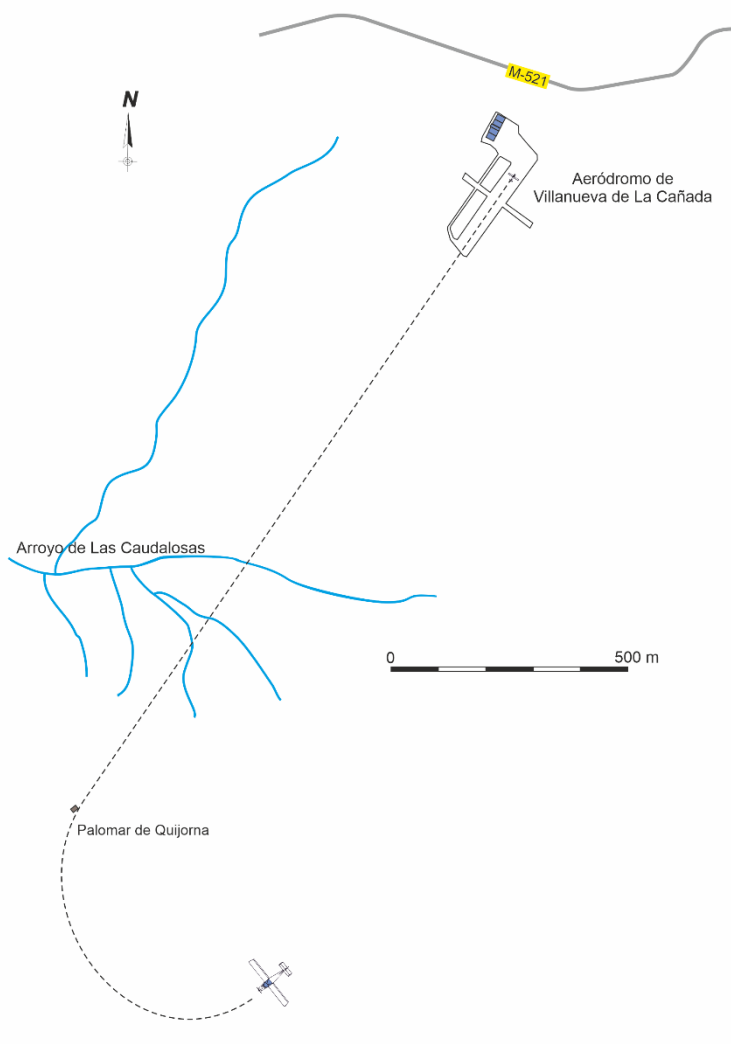 M-521
N
Aeródromo de
Villanueva de La Cañada
Arroyo de Las Caudalosas
0
500 m
Palomar de Quijorna